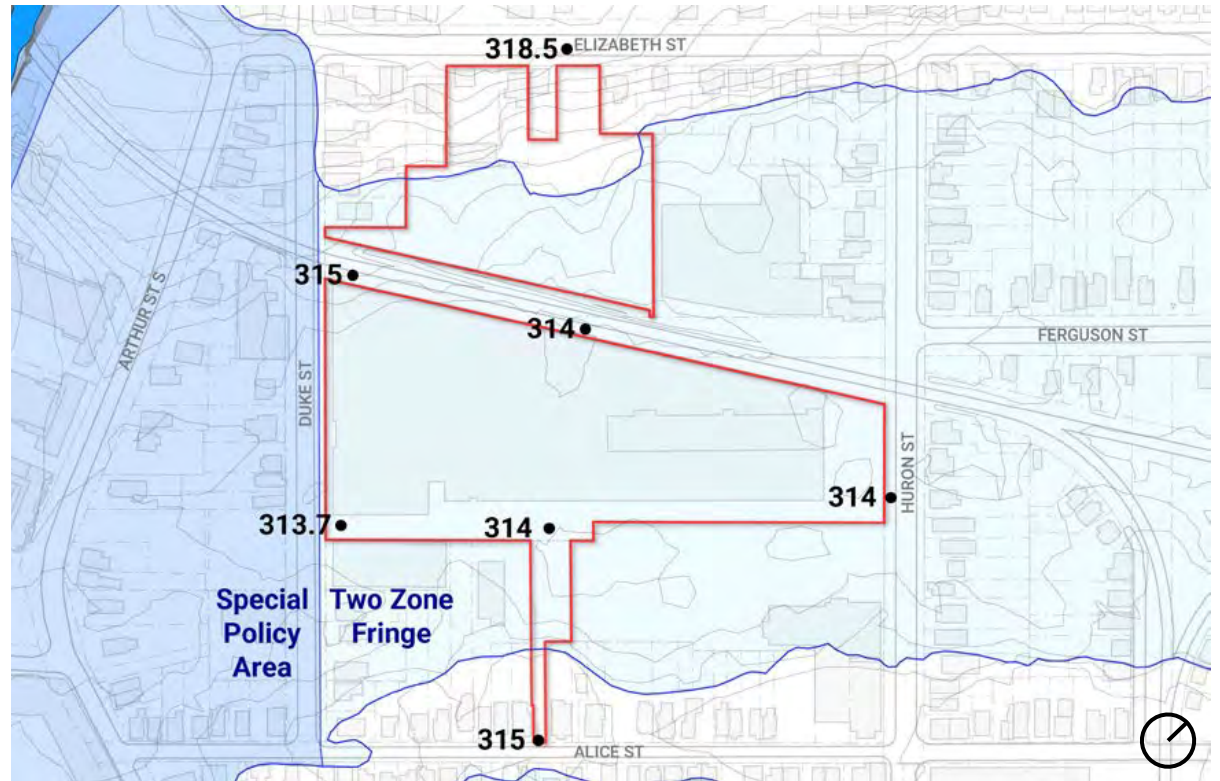 318.5
ELIZABETH ST
315
ARTHUR ST S
314
FERGUSON ST
DUKE ST
HURON ST
314
313.7
314
Special
Policy
Area
Two Zone
Fringe
315
ALICE ST